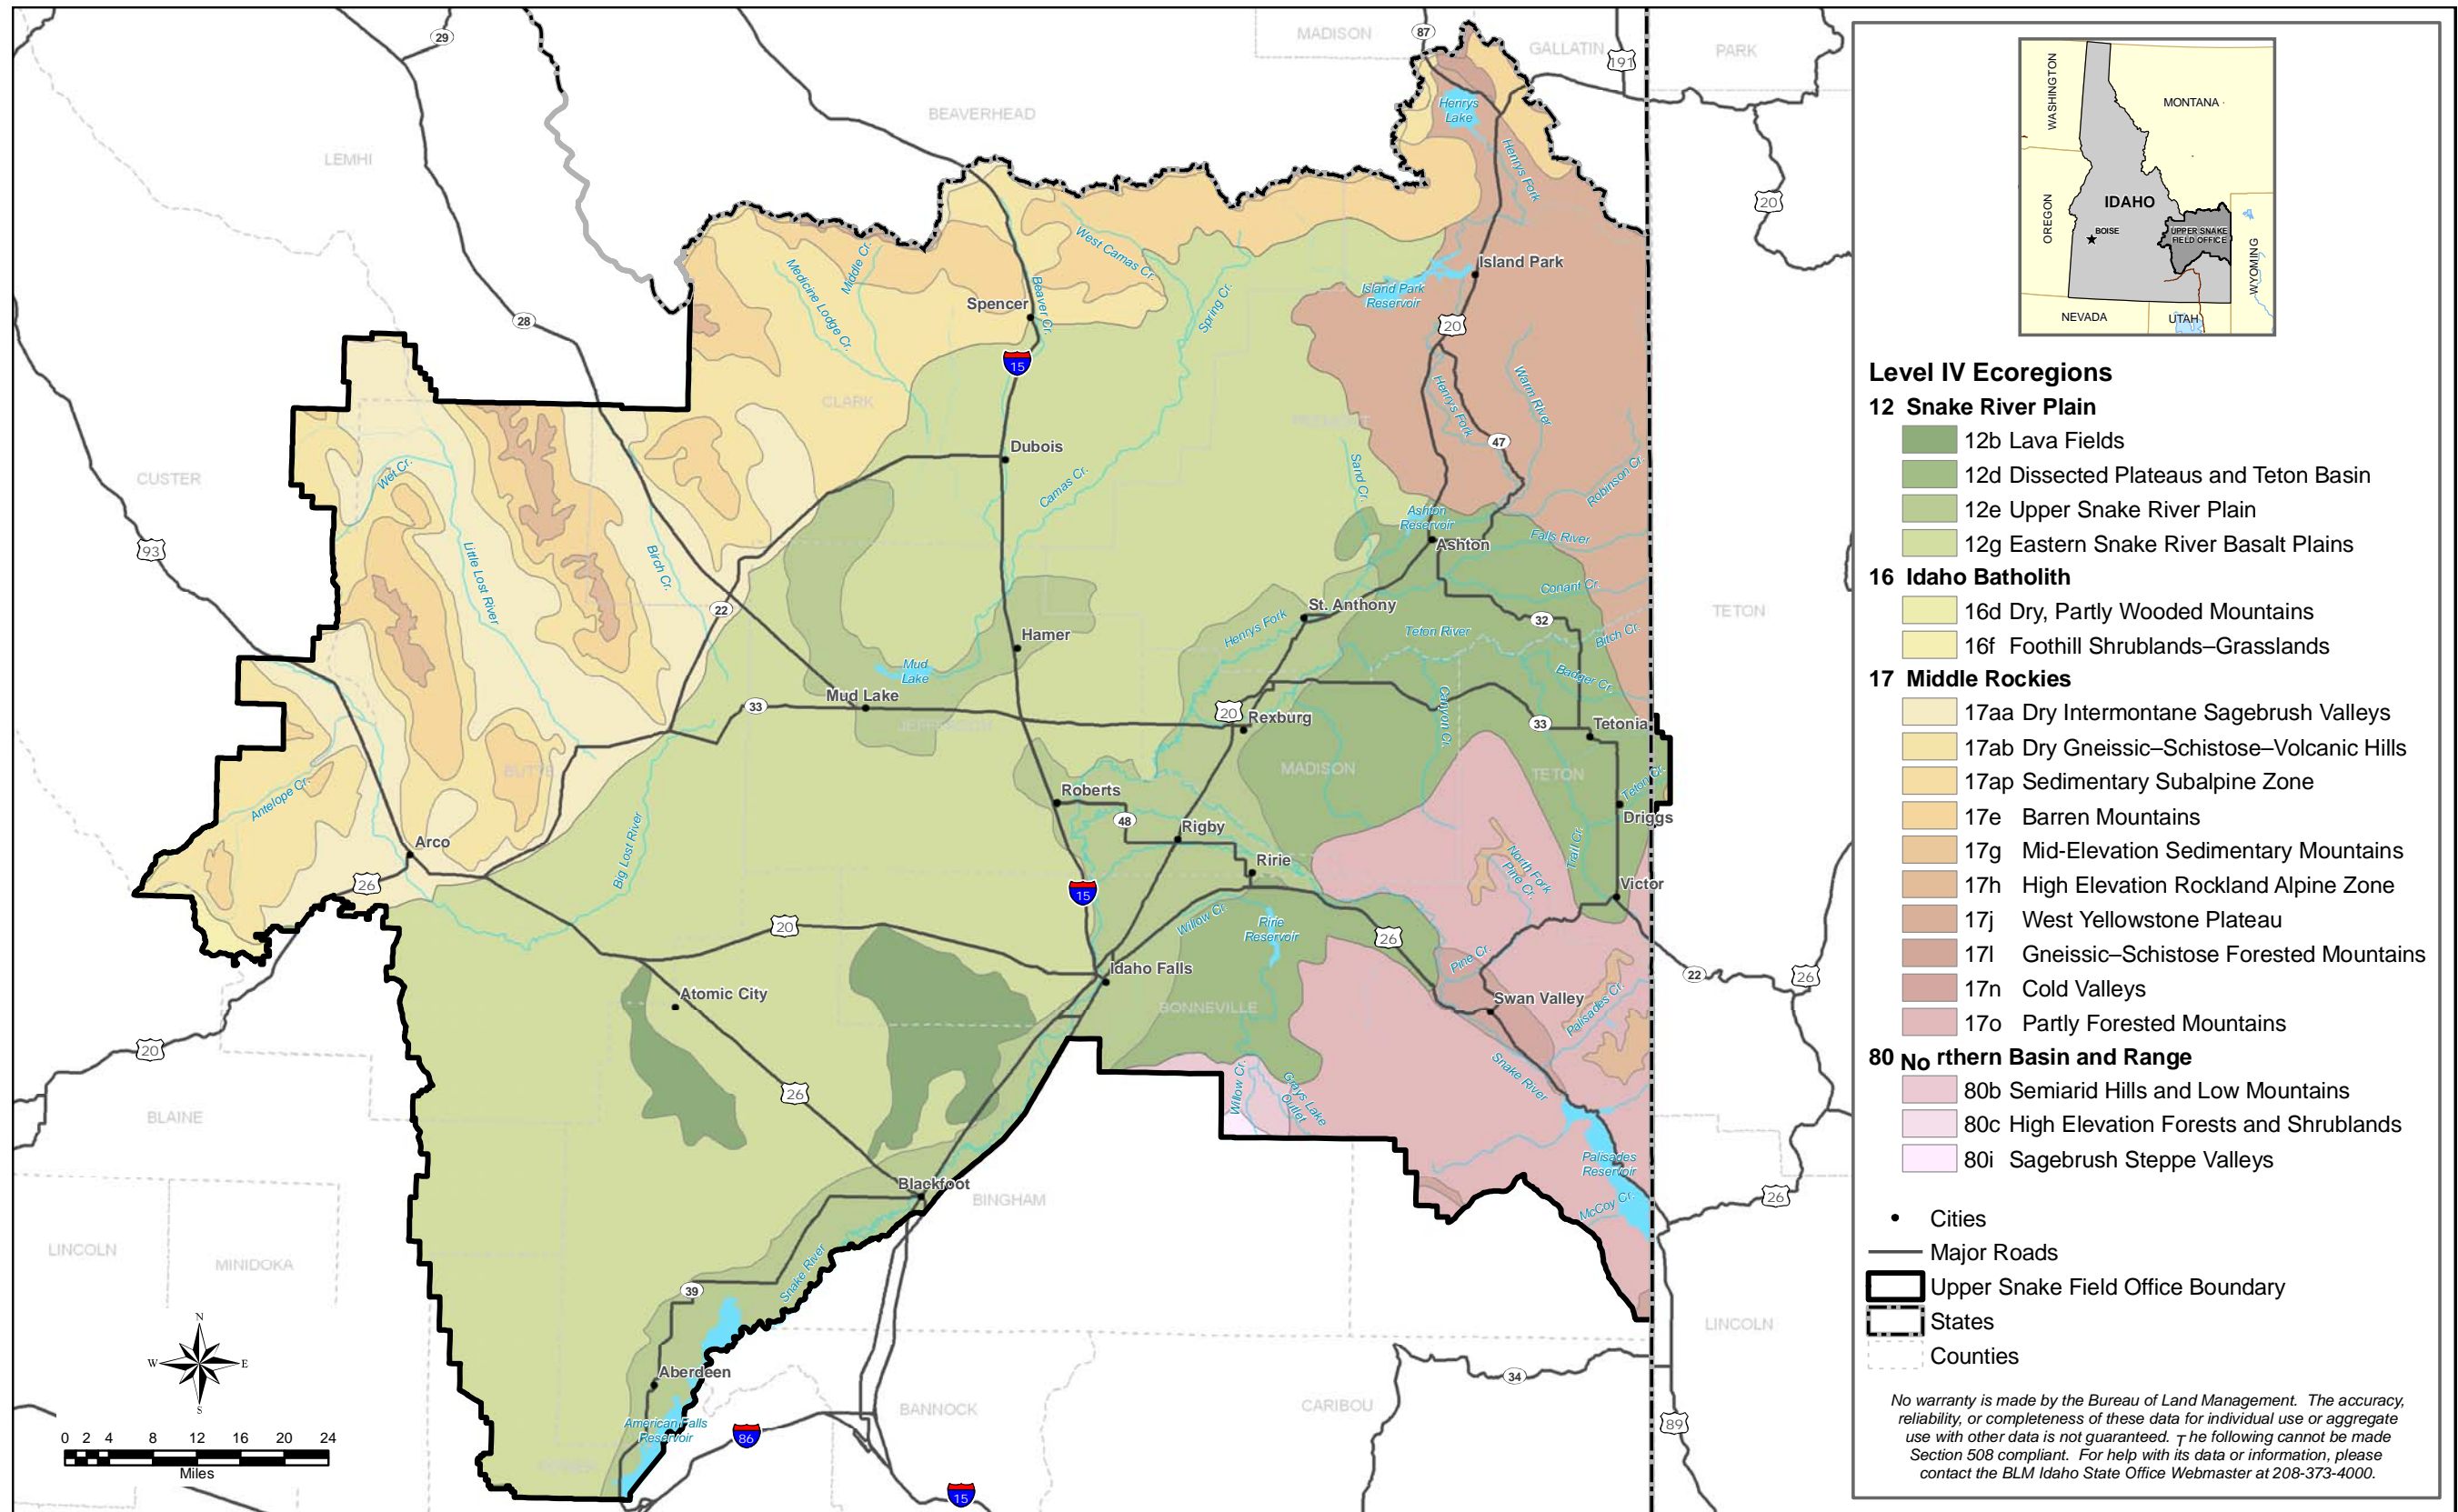 29
87
MADISON
GALLATIN
191
PARK
BEAVERHEAD
Henrys
Lake
LEMHI
Henrys Fork
20
West Camas Cr.
Middle Cr.
Medicine Lodge Cr.
Beaver Cr.
Spring Cr.
Island Park
Island Park
Reservoir
Spencer
28
20
15
Henrys Fork
Warm River
CLARK
FREMONT
47
Dubois
Wet Cr.
CUSTER
Camas Cr.
Sand Cr.
Robinson Cr.
Ashton
Reservoir
Ashton
Falls River
93
Little Lost River
Birch Cr.
Conant Cr.
22
St. Anthony
TETON
32
Henrys Fork
Teton River
Bitch Cr.
Hamer
Mud
Lake
Badger Cr.
Mud Lake
33
JEFFERSON
20
Rexburg
Canyon Cr.
33
Tetonia
BUTTE
MADISON
TETON
Teton Cr.
Antelope Cr.
Roberts
48
Rigby
Driggs
Arco
Big Lost River
Ririe
North Fork
Pine Cr.
Trail Cr.
26
15
Victor
20
Willow Cr.
Ririe
Reservoir
26
Pine Cr.
Idaho Falls
22
26
Atomic City
BONNEVILLE
Swan Valley
Palisades Cr.
20
26
Snake River
Willow Cr.
Grays Lake
Outlet
BLAINE
Palisades
Reservoir
Blackfoot
BINGHAM
26
McCoy Cr.
LINCOLN
MINIDOKA
Snake River
39
LINCOLN
Aberdeen
34
BANNOCK
CARIBOU
American Falls
Reservoir
86
89
POWER
15
N
W
E
S
0 2 4 8 12 16 20 24
Miles
WASHINGTON
MONTANA
OREGON
IDAHO
BOISE
UPPER SNAKE
FIELD OFFICE
WYOMING
NEVADA
UTAH
Level IV Ecoregions
12 Snake River Plain
12b Lava Fields
12d Dissected Plateaus and Teton Basin
12e Upper Snake River Plain
12g Eastern Snake River Basalt Plains
16 Idaho Batholith
16d Dry, Partly Wooded Mountains
16f Foothill Shrublands–Grasslands
17 Middle Rockies
17aa Dry Intermontane Sagebrush Valleys
17ab Dry Gneissic–Schistose–Volcanic Hills
17ap Sedimentary Subalpine Zone
17e Barren Mountains
17g Mid-Elevation Sedimentary Mountains
17h High Elevation Rockland Alpine Zone
17j West Yellowstone Plateau
17l Gneissic–Schistose Forested Mountains
17n Cold Valleys
17o Partly Forested Mountains
80 Northern Basin and Range
80b Semiarid Hills and Low Mountains
80c High Elevation Forests and Shrublands
80i Sagebrush Steppe Valleys
Cities
Major Roads
Upper Snake Field Office Boundary
States
Counties
No warranty is made by the Bureau of Land Management. The accuracy,
reliability, or completeness of these data for individual use or aggregate
use with other data is not guaranteed. The following cannot be made
Section 508 compliant. For help with its data or information, please
contact the BLM Idaho State Office Webmaster at 208-373-4000.